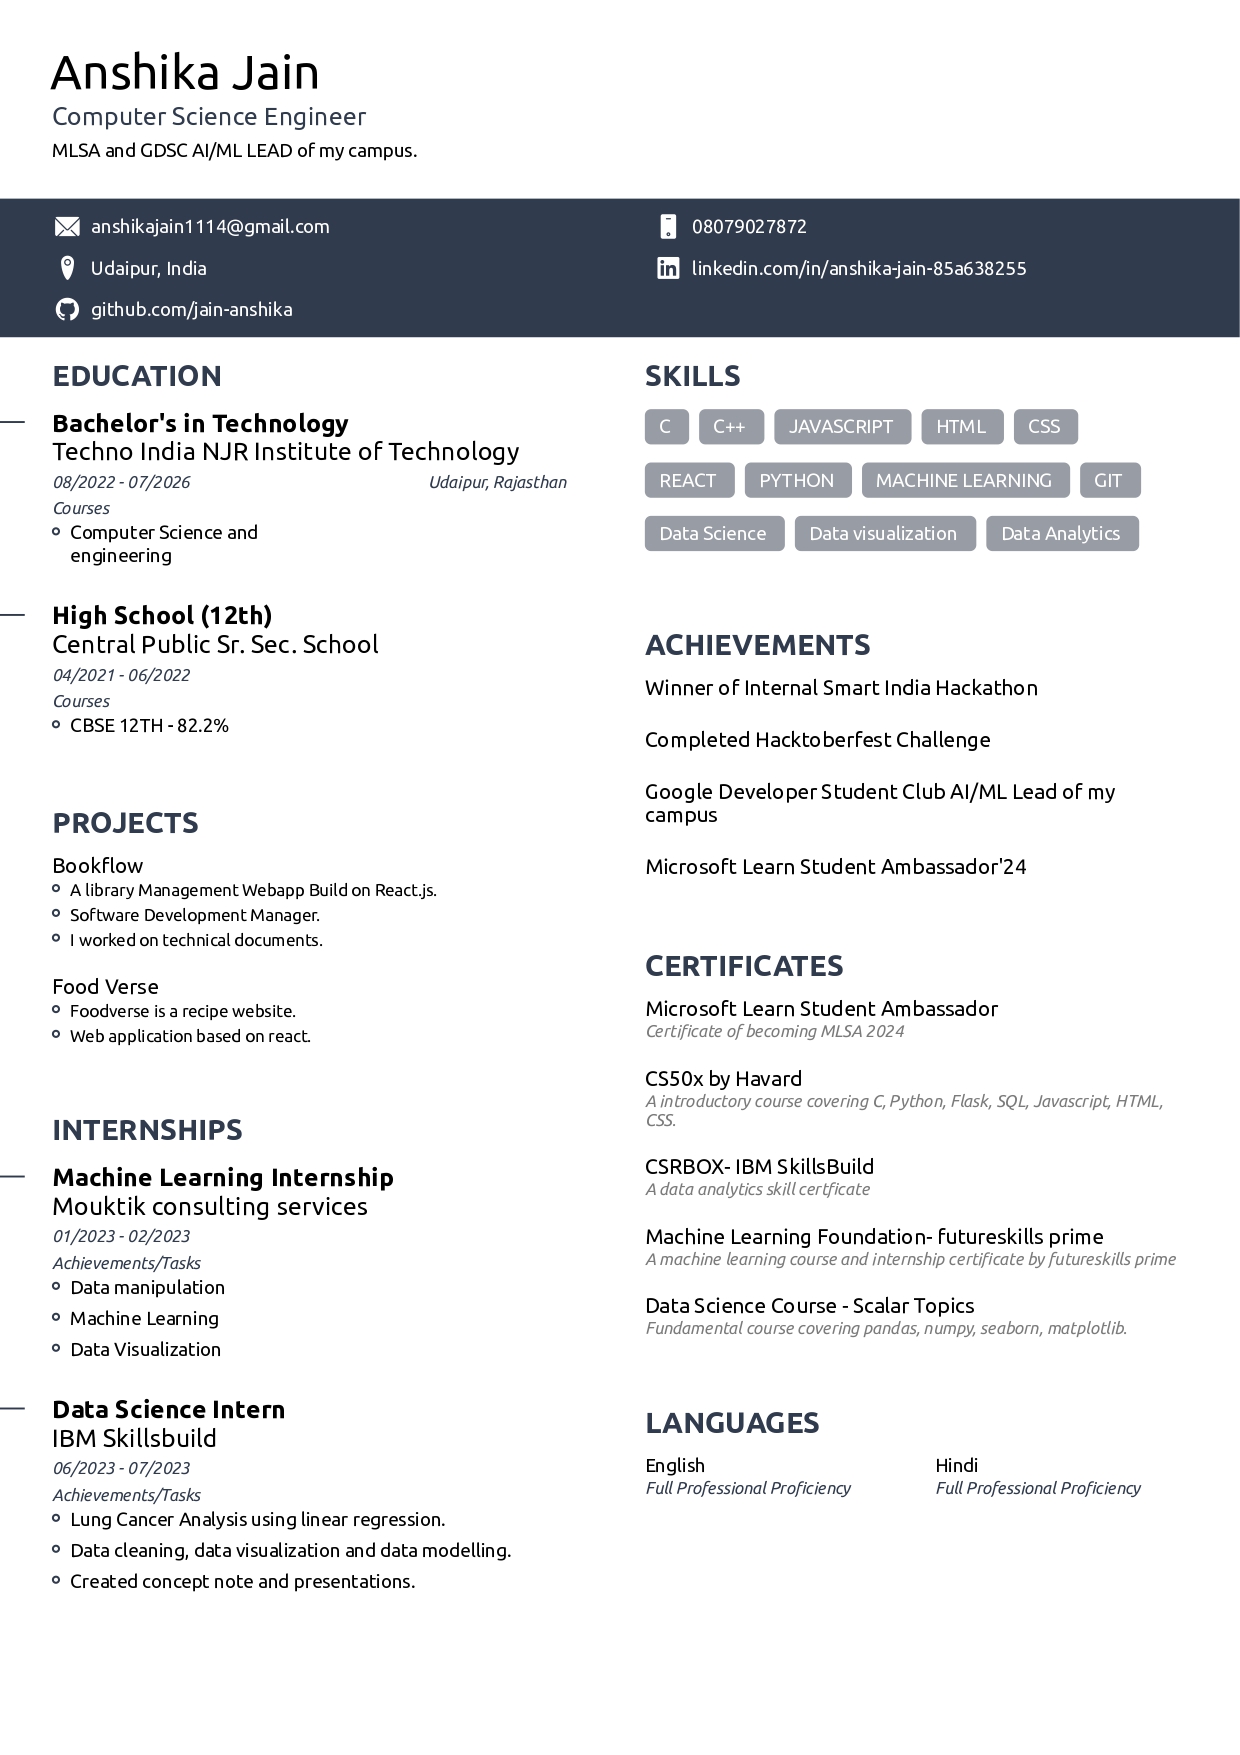 Anshika Jain
Computer Science Engineer
MLSA and GDSC AI/ML LEAD of my campus.
anshikajain1114@gmail.com
08079027872
Udaipur, India
linkedin.com/in/anshika-jain-85a638255
github.com/jain-anshika
EDUCATION
Bachelor's in Technology
Techno India NJR Institute of Technology
08/2022 - 07/2026
Udaipur, Rajasthan
Courses
Computer Science and
engineering
High School (12th)
Central Public Sr. Sec. School
04/2021 - 06/2022
Courses
CBSE 12TH - 82.2%
PROJECTS
Bookflow
A library Management Webapp Build on React.js.
Software Development Manager.
I worked on technical documents.
Food Verse
Foodverse is a recipe website.
Web application based on react.
INTERNSHIPS
Machine Learning Internship
Mouktik consulting services
01/2023 - 02/2023
Achievements/Tasks
Data manipulation
Machine Learning
Data Visualization
Data Science Intern
IBM Skillsbuild
06/2023 - 07/2023
Achievements/Tasks
Lung Cancer Analysis using linear regression.
Data cleaning, data visualization and data modelling.
Created concept note and presentations.
SKILLS
C C++ JAVASCRIPT HTML CSS
REACT PYTHON MACHINE LEARNING GIT
Data Science Data visualization Data Analytics
ACHIEVEMENTS
Winner of Internal Smart India Hackathon
Completed Hacktoberfest Challenge
Google Developer Student Club AI/ML Lead of my
campus
Microsoft Learn Student Ambassador'24
CERTIFICATES
Microsoft Learn Student Ambassador
Certificate of becoming MLSA 2024
CS50x by Havard
A introductory course covering C, Python, Flask, SQL, Javascript, HTML,
CSS.
CSRBOX- IBM SkillsBuild
A data analytics skill certficate
Machine Learning Foundation- futureskills prime
A machine learning course and internship certificate by futureskills prime
Data Science Course - Scalar Topics
Fundamental course covering pandas, numpy, seaborn, matplotlib.
LANGUAGES
English
Full Professional Proficiency
Hindi
Full Professional Proficiency